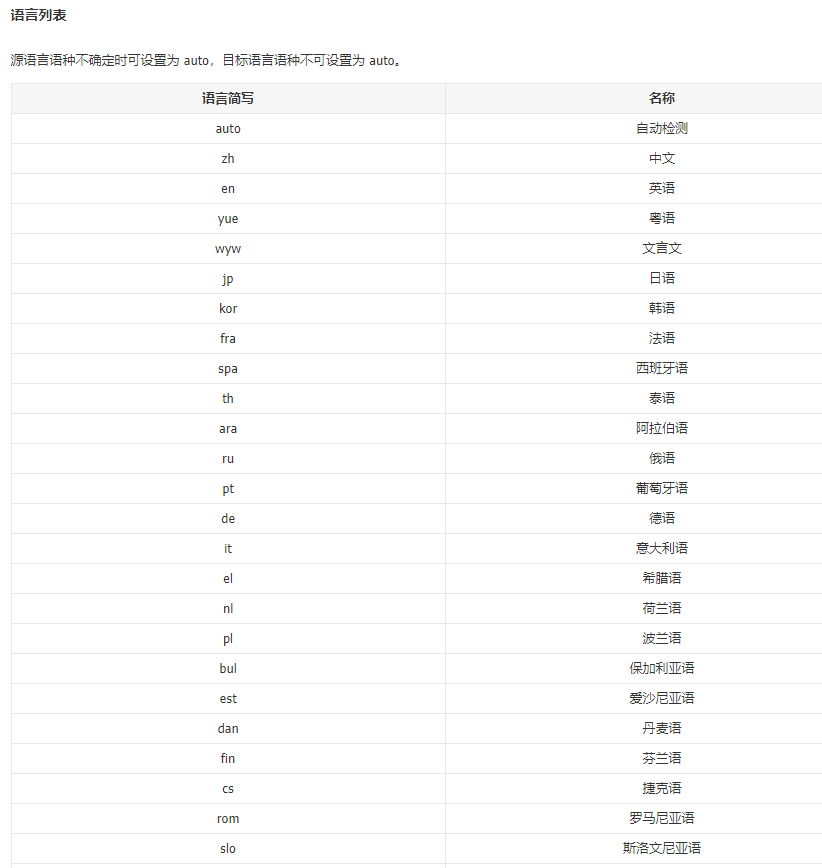 语言列表
源语言语种不确定时可设置为 auto，目标语言语种不可设置为 auto。
语言简写 名称
auto 自动检测
zh 中文
en 英语
yue 粤语
wyw 文言文
jp 日语
kor 韩语
fra 法语
spa 西班牙语
th 泰语
ara 阿拉伯语
ru 俄语
pt 葡萄牙语
de 德语
it 意大利语
el 希腊语
nl 荷兰语
pl 波兰语
bul 保加利亚语
est 爱沙尼亚语
dan 丹麦语
fin 芬兰语
cs 捷克语
rom 罗马尼亚语
slo 斯洛文尼亚语